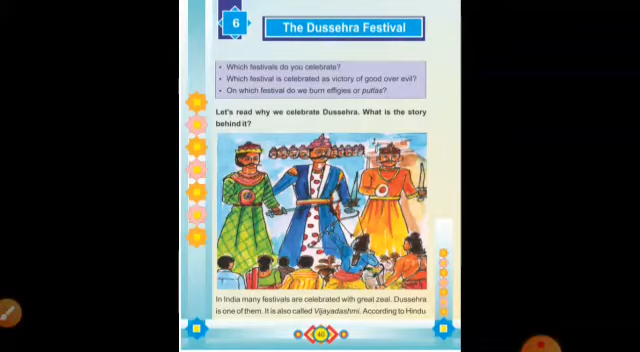 6
The Dussehra Festival
• Which festivals do you celebrate?
• Which festival is celebrated as victory of good over evil?
• On which festival do we burn effigies or putlas?
Let's read why we celebrate Dussehra. What is the story
behind it?
In India many festivals are celebrated with great zeal. Dussehra
is one of them. It is also called Vijayadashmi. According to Hindu